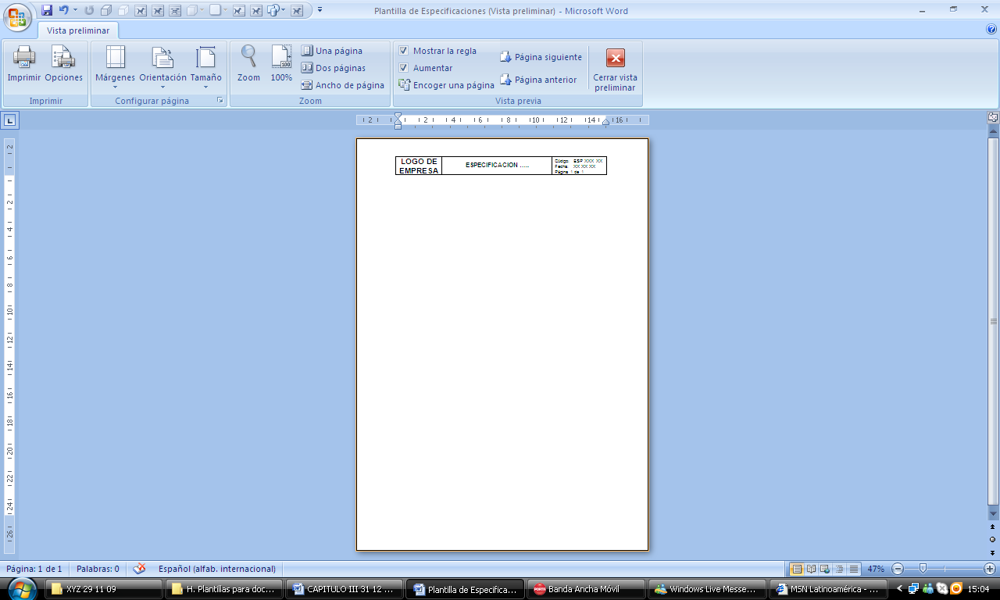 Plantilla de Especificaciones (Vista preliminar) - Microsoft Word
Vista preliminar
Imprimir
Opciones
Imprimir
Márgenes
Orientación
Tamaño
Configurar página
Zoom
100%
Una página
Dos páginas
Ancho de página
Zoom
Mostrar la regla
Aumentar
Encoger una página
Página siguiente
Página anterior
Cerrar vista
preliminar
Vista previa
2 2 4 6 8 10 12 14 16
2
2
4
6
8
10
12
14
16
18
20
22
24
26
LOGO DE
EMPRESA
ESPECIFICACION .....
Código: ESP XXX XX
Fecha: XX XX XX
Página 1 de 1
Página: 1 de 1
Palabras: 0
Español (alfab. internacional)
47%
XYZ 29 11 09
H. Plantillas para doc...
CAPITULO III 31 12 ...
Plantilla de Especifica...
Banda Ancha Móvil
Windows Live Messe...
MSN Latinoamérica - ...
15:04